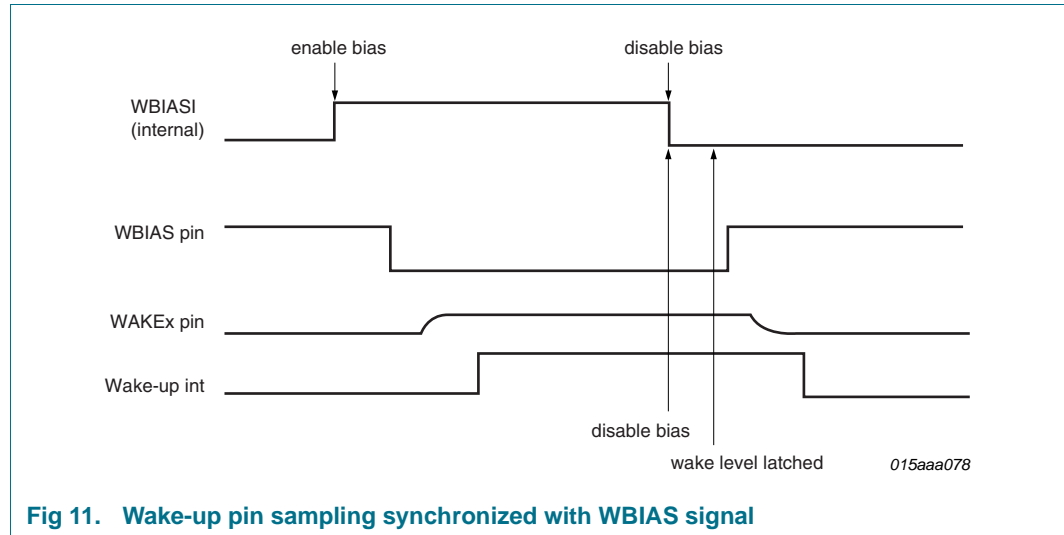 enable bias
disable bias
WBIASI
(internal)
WBIAS pin
WAKEx pin
Wake-up int
disable bias
wake level latched
015aaa078
Fig 11. Wake-up pin sampling synchronized with WBIAS signal